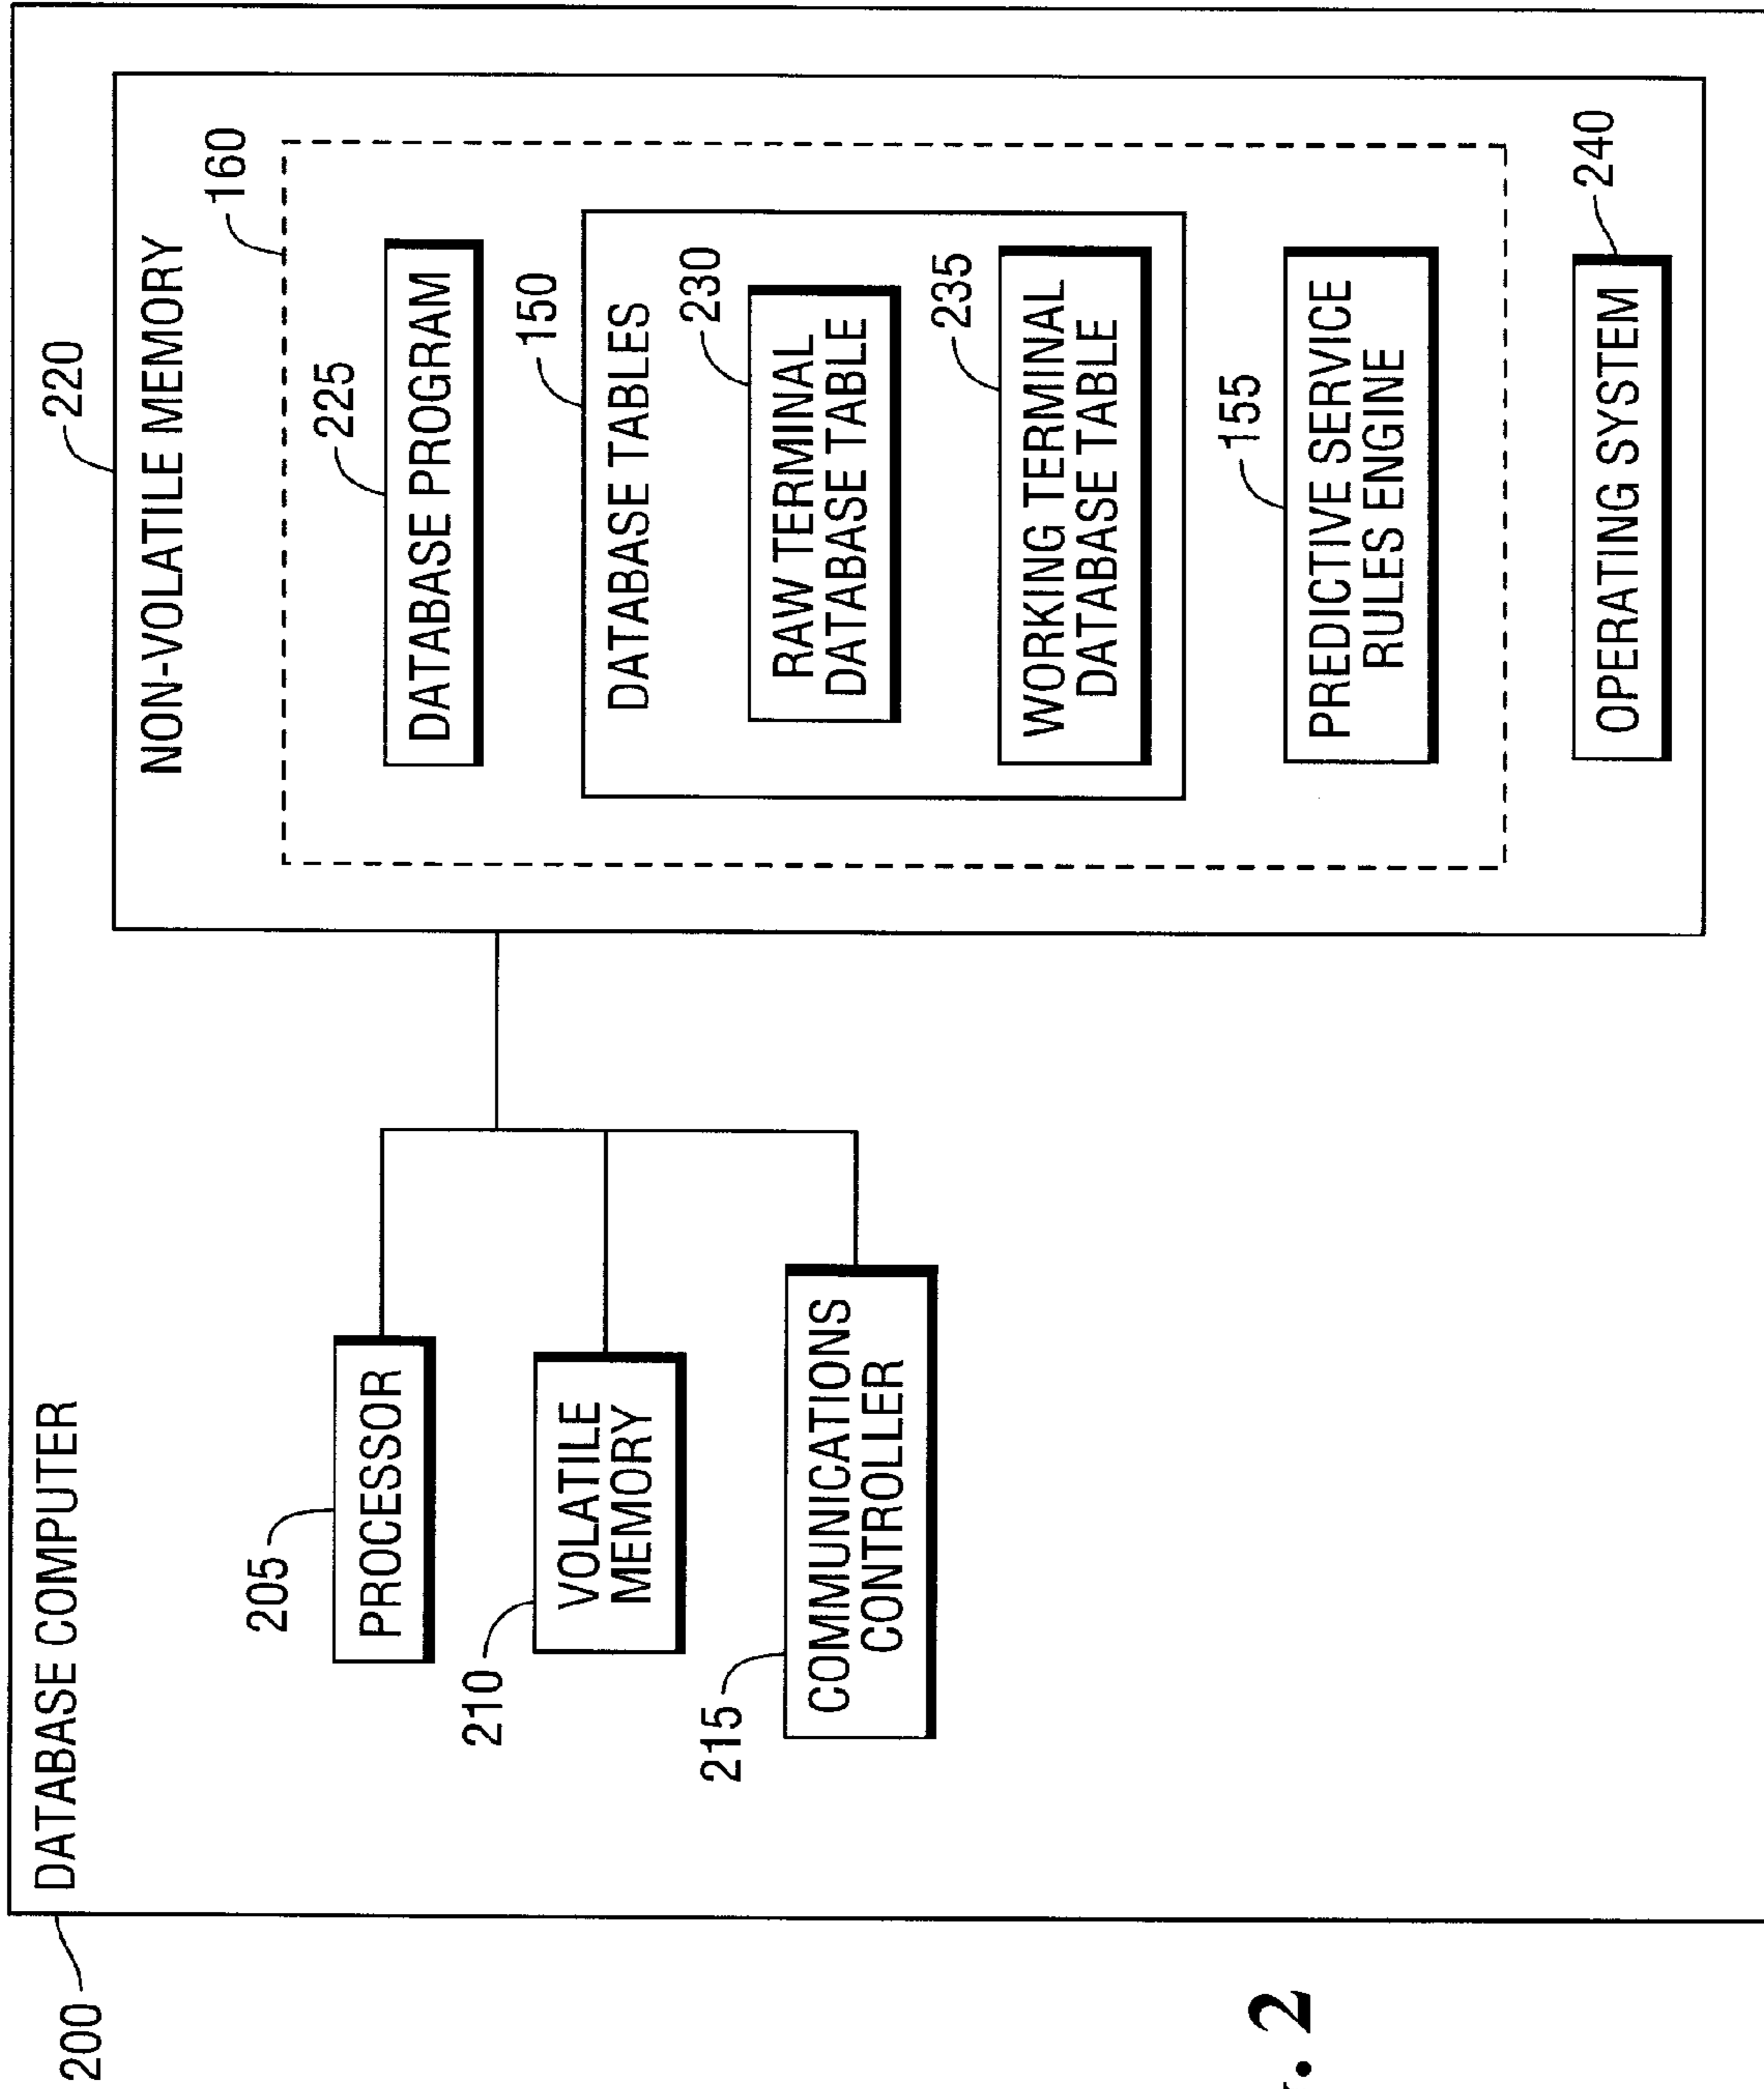 200
DATABASE COMPUTER
205
PROCESSOR
210
VOLATILE
MEMORY
215
COMMUNICATIONS
CONTROLLER
220
NON-VOLATILE MEMORY
160
225
DATABASE PROGRAM
150
DATABASE TABLES
230
RAW TERMINAL
DATABASE TABLE
235
WORKING TERMINAL
DATABASE TABLE
155
PREDICTIVE SERVICE
RULES ENGINE
240
OPERATING SYSTEM
. 2